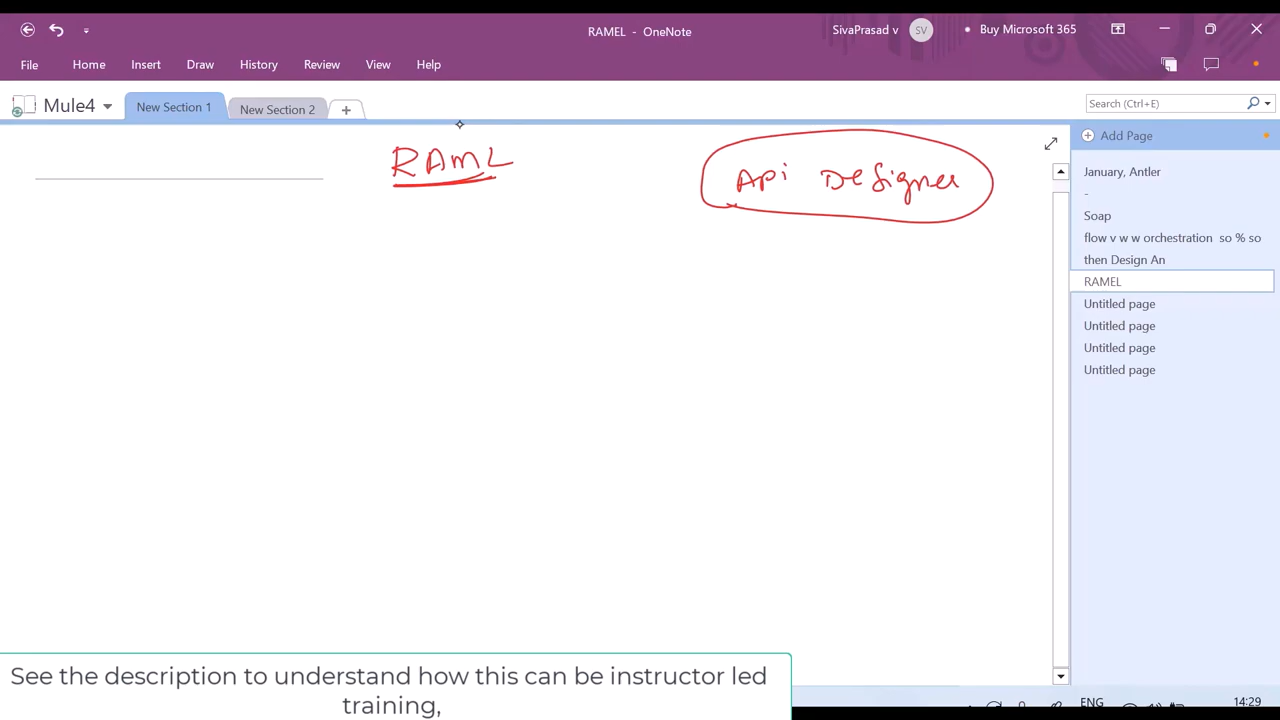 RAMEL - OneNote
SivaPrasad v
SV
Buy Microsoft 365
File
Home
Insert
Draw
History
Review
View
Help
Mule4
New Section 1
New Section 2
+
Search (Ctrl+E)
RAML
Api Designer
Add Page
January, Antler
-
Soap
flow v w w orchestration so % so
then Design An
RAMEL
Untitled page
Untitled page
Untitled page
Untitled page
See the description to understand how this can be instructor led
training,
ENG
14:29